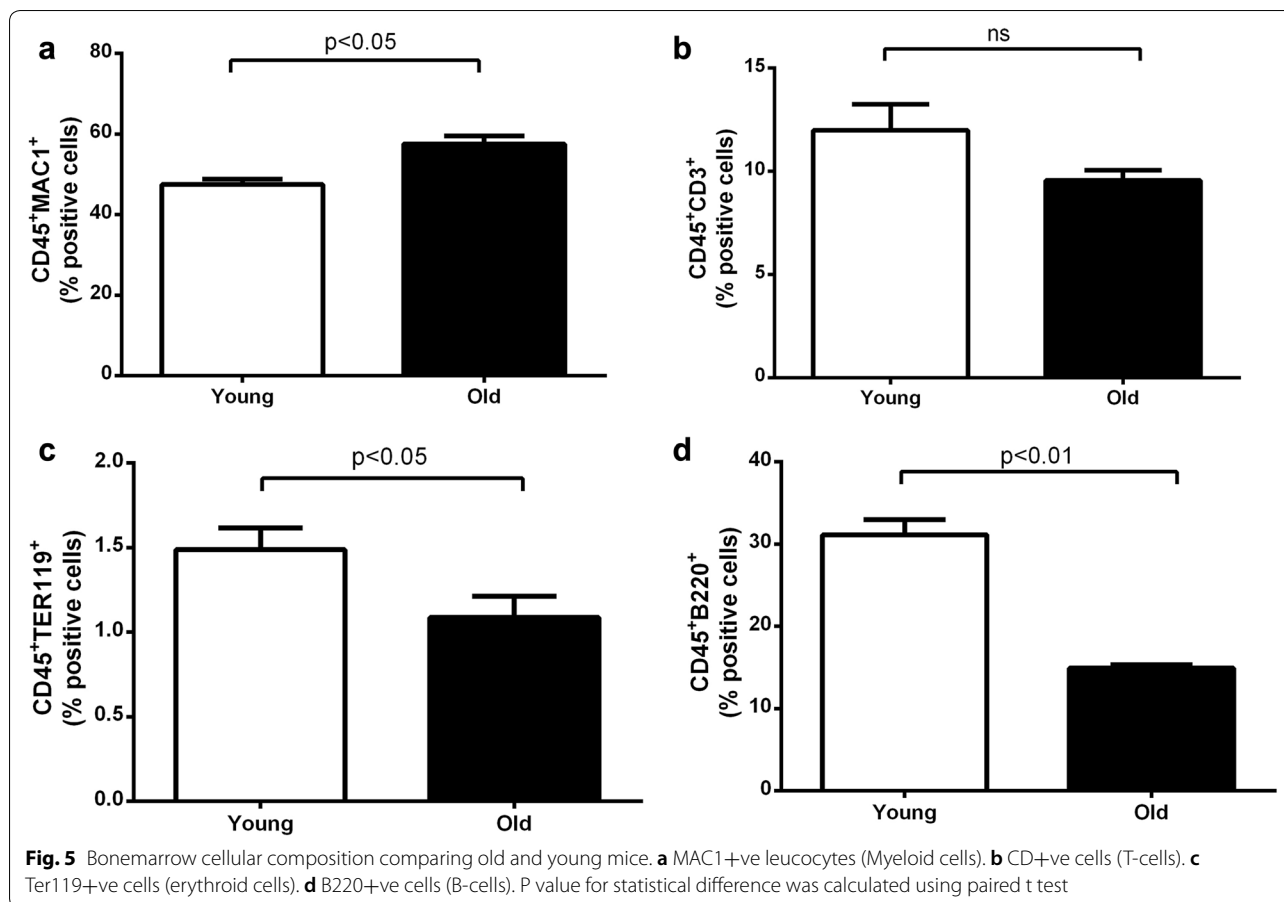 a
p<0.05
80
60
40
20
0
CD45⁺MAC1⁺
(% positive cells)
Young Old
b
ns
15
10
5
0
CD45⁺CD3⁺
(% positive cells)
Young Old
c
p<0.05
2.0
1.5
1.0
0.5
0.0
CD45⁺TER119⁺
(% positive cells)
Young Old
d
p<0.01
40
30
20
10
0
CD45⁺B220⁺
(% positive cells)
Young Old
Fig. 5 Bonemarrow cellular composition comparing old and young mice. a MAC1+ve leucocytes (Myeloid cells). b CD+ve cells (T-cells). c
Ter119+ve cells (erythroid cells). d B220+ve cells (B-cells). P value for statistical difference was calculated using paired t test